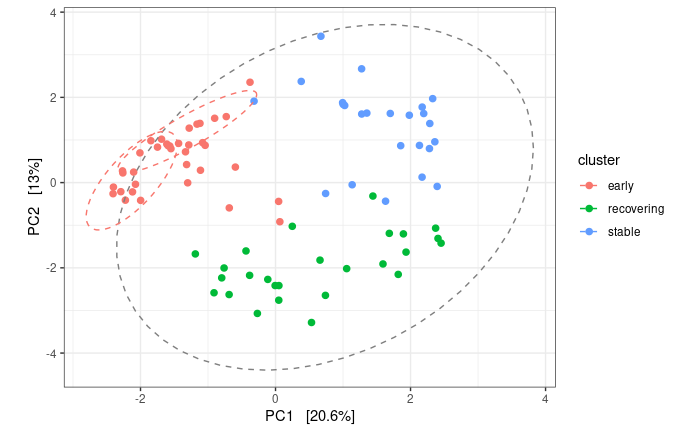 4
2
0
-2
-4
PC2 [13%]
-2
0
2
4
PC1 [20.6%]
cluster
early
recovering
stable